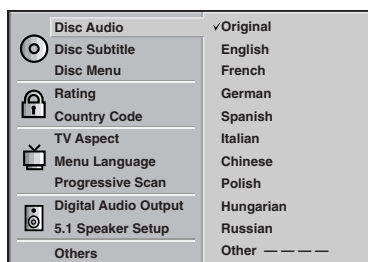 Disc Audio
Disc Subtitle
Disc Menu
Rating
Country Code
TV Aspect
Menu Language
Progressive Scan
Digital Audio Output
5.1 Speaker Setup
Others
✓Original
English
French
German
Spanish
Italian
Chinese
Polish
Hungarian
Russian
Other — — — —